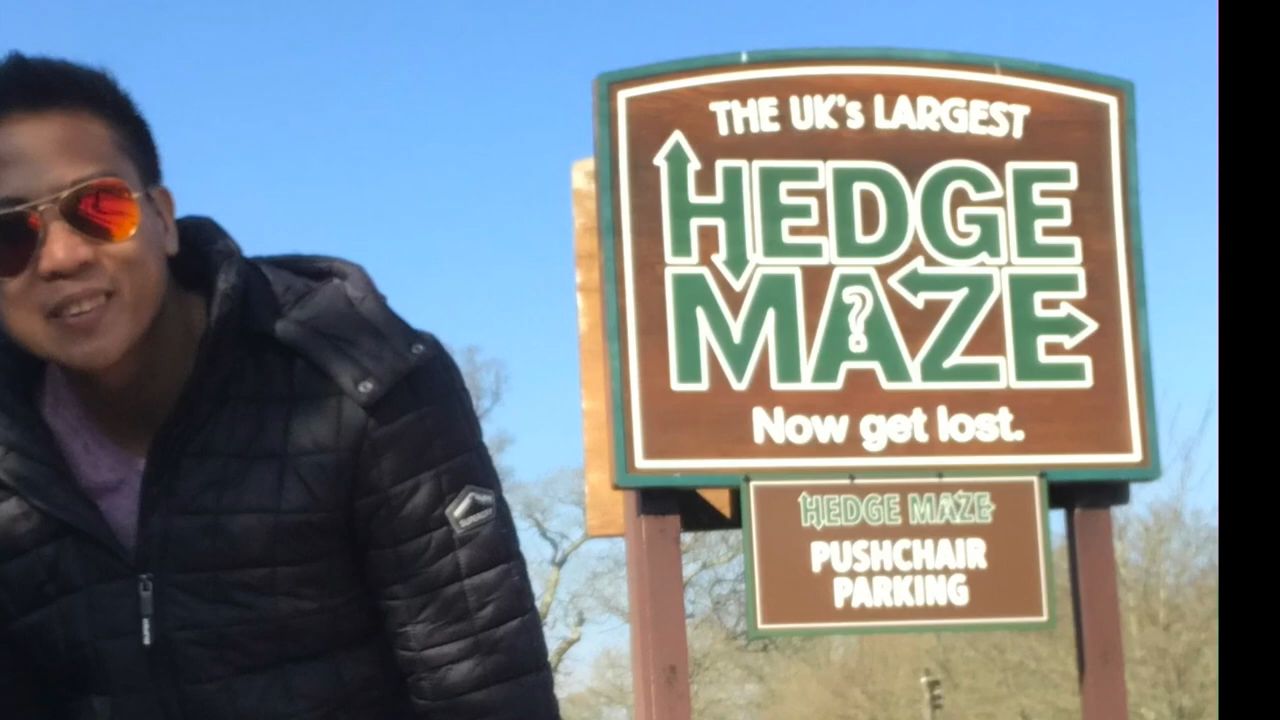 THE UK's LARGEST
HEDGE
MAZE
?
Now get lost.
HEDGE MAZE
PUSHCHAIR
PARKING